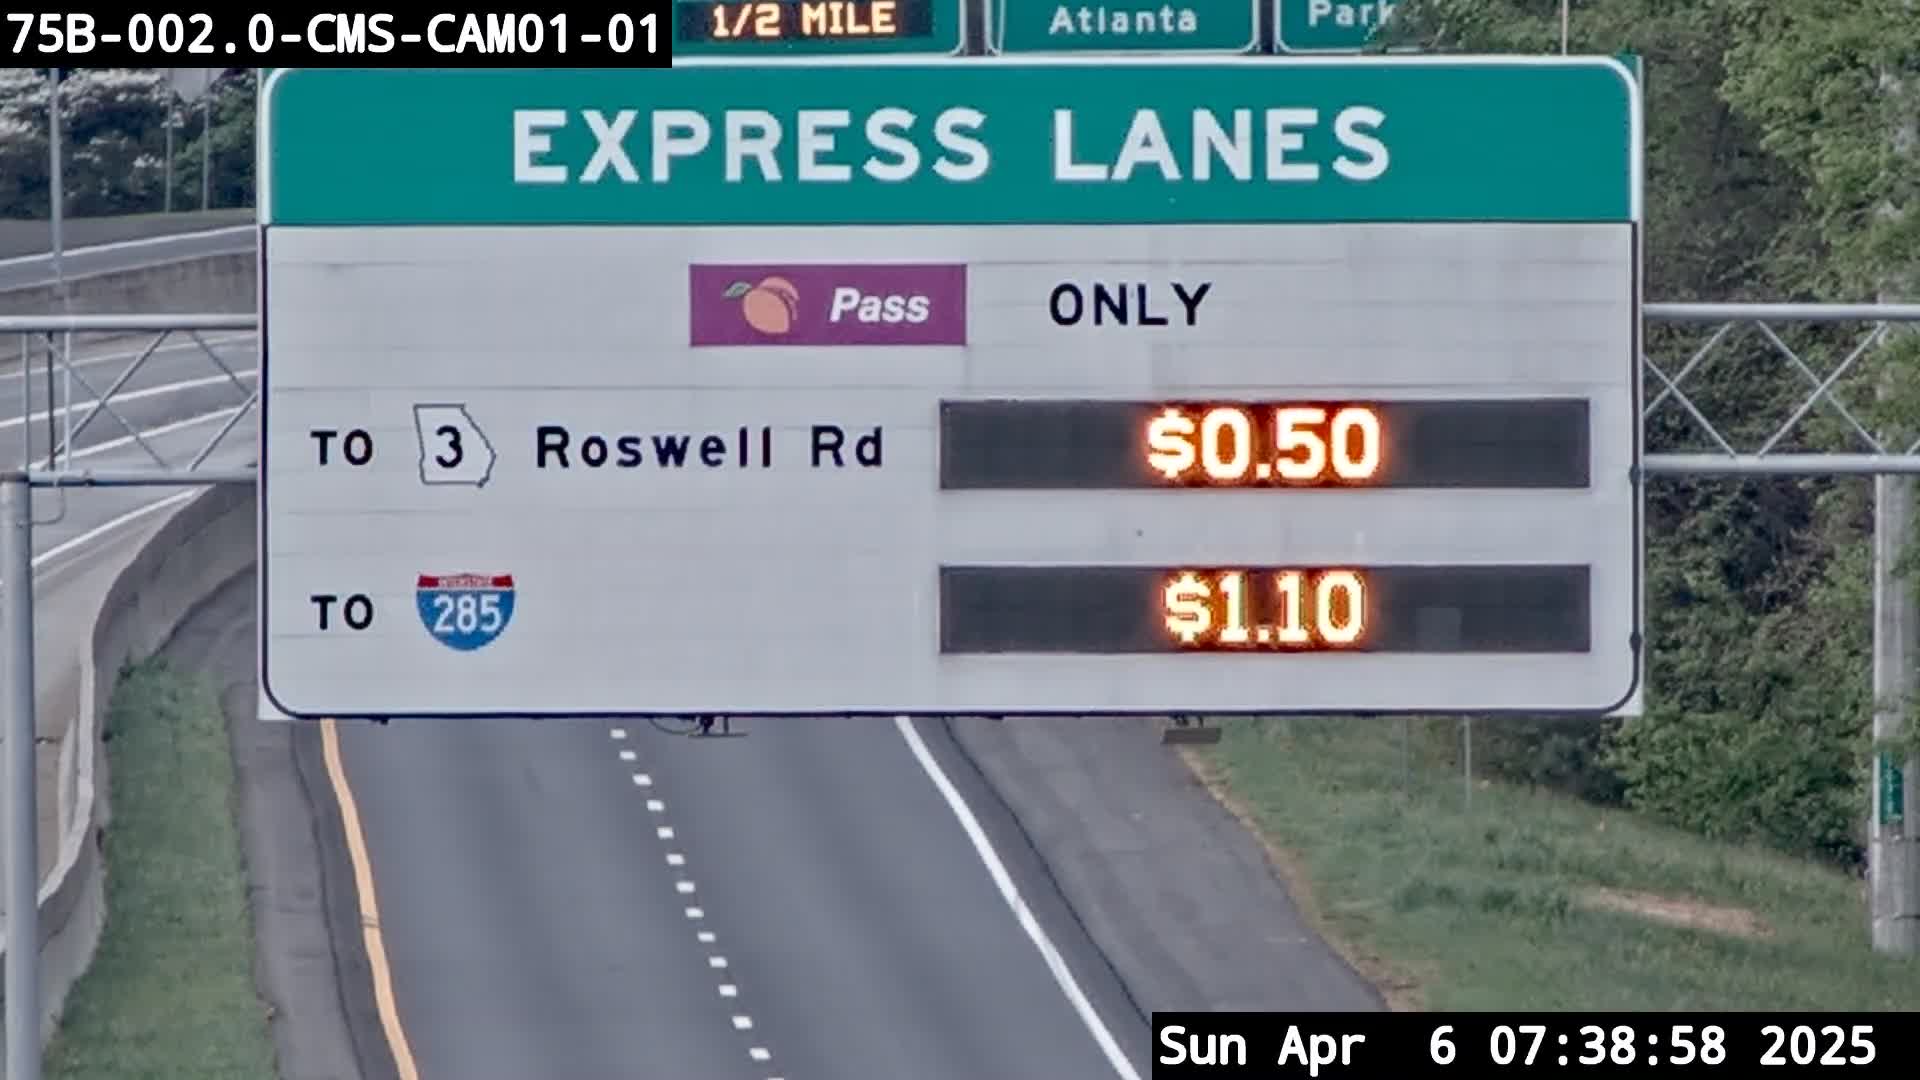 75B-002.0-CMS-CAM01-01
1/2 MILE
Atlanta
Park
EXPRESS LANES
Pass ONLY
TO 3 Roswell Rd $0.50
TO 285 $1.10
Sun Apr 6 07:38:58 2025